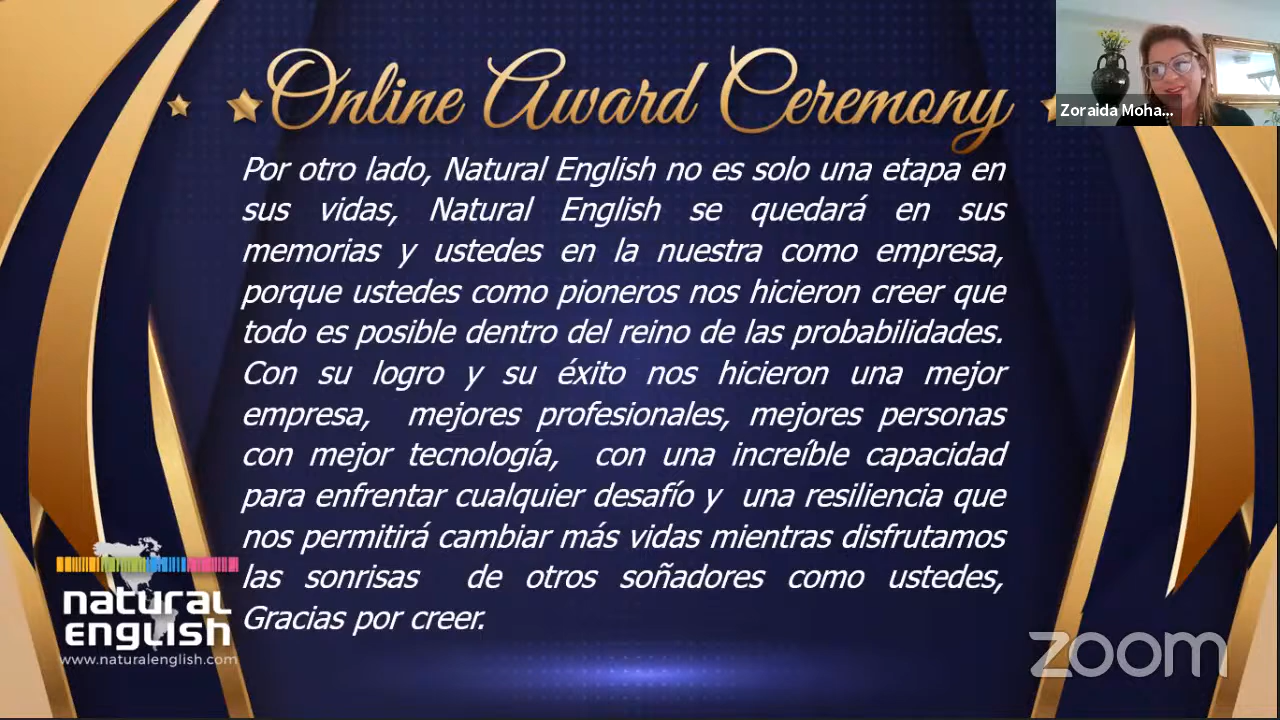 Online Award Ceremony
Zoraida Moha...
Por otro lado, Natural English no es solo una etapa en
sus vidas, Natural English se quedará en sus
memorias y ustedes en la nuestra como empresa,
porque ustedes como pioneros nos hicieron creer que
todo es posible dentro del reino de las probabilidades.
Con su logro y su éxito nos hicieron una mejor
empresa, mejores profesionales, mejores personas
con mejor tecnología, con una increíble capacidad
para enfrentar cualquier desafío y una resiliencia que
nos permitirá cambiar más vidas mientras disfrutamos
las sonrisas de otros soñadores como ustedes,
Gracias por creer.
natural
english
www.naturalenglish.com
zoom